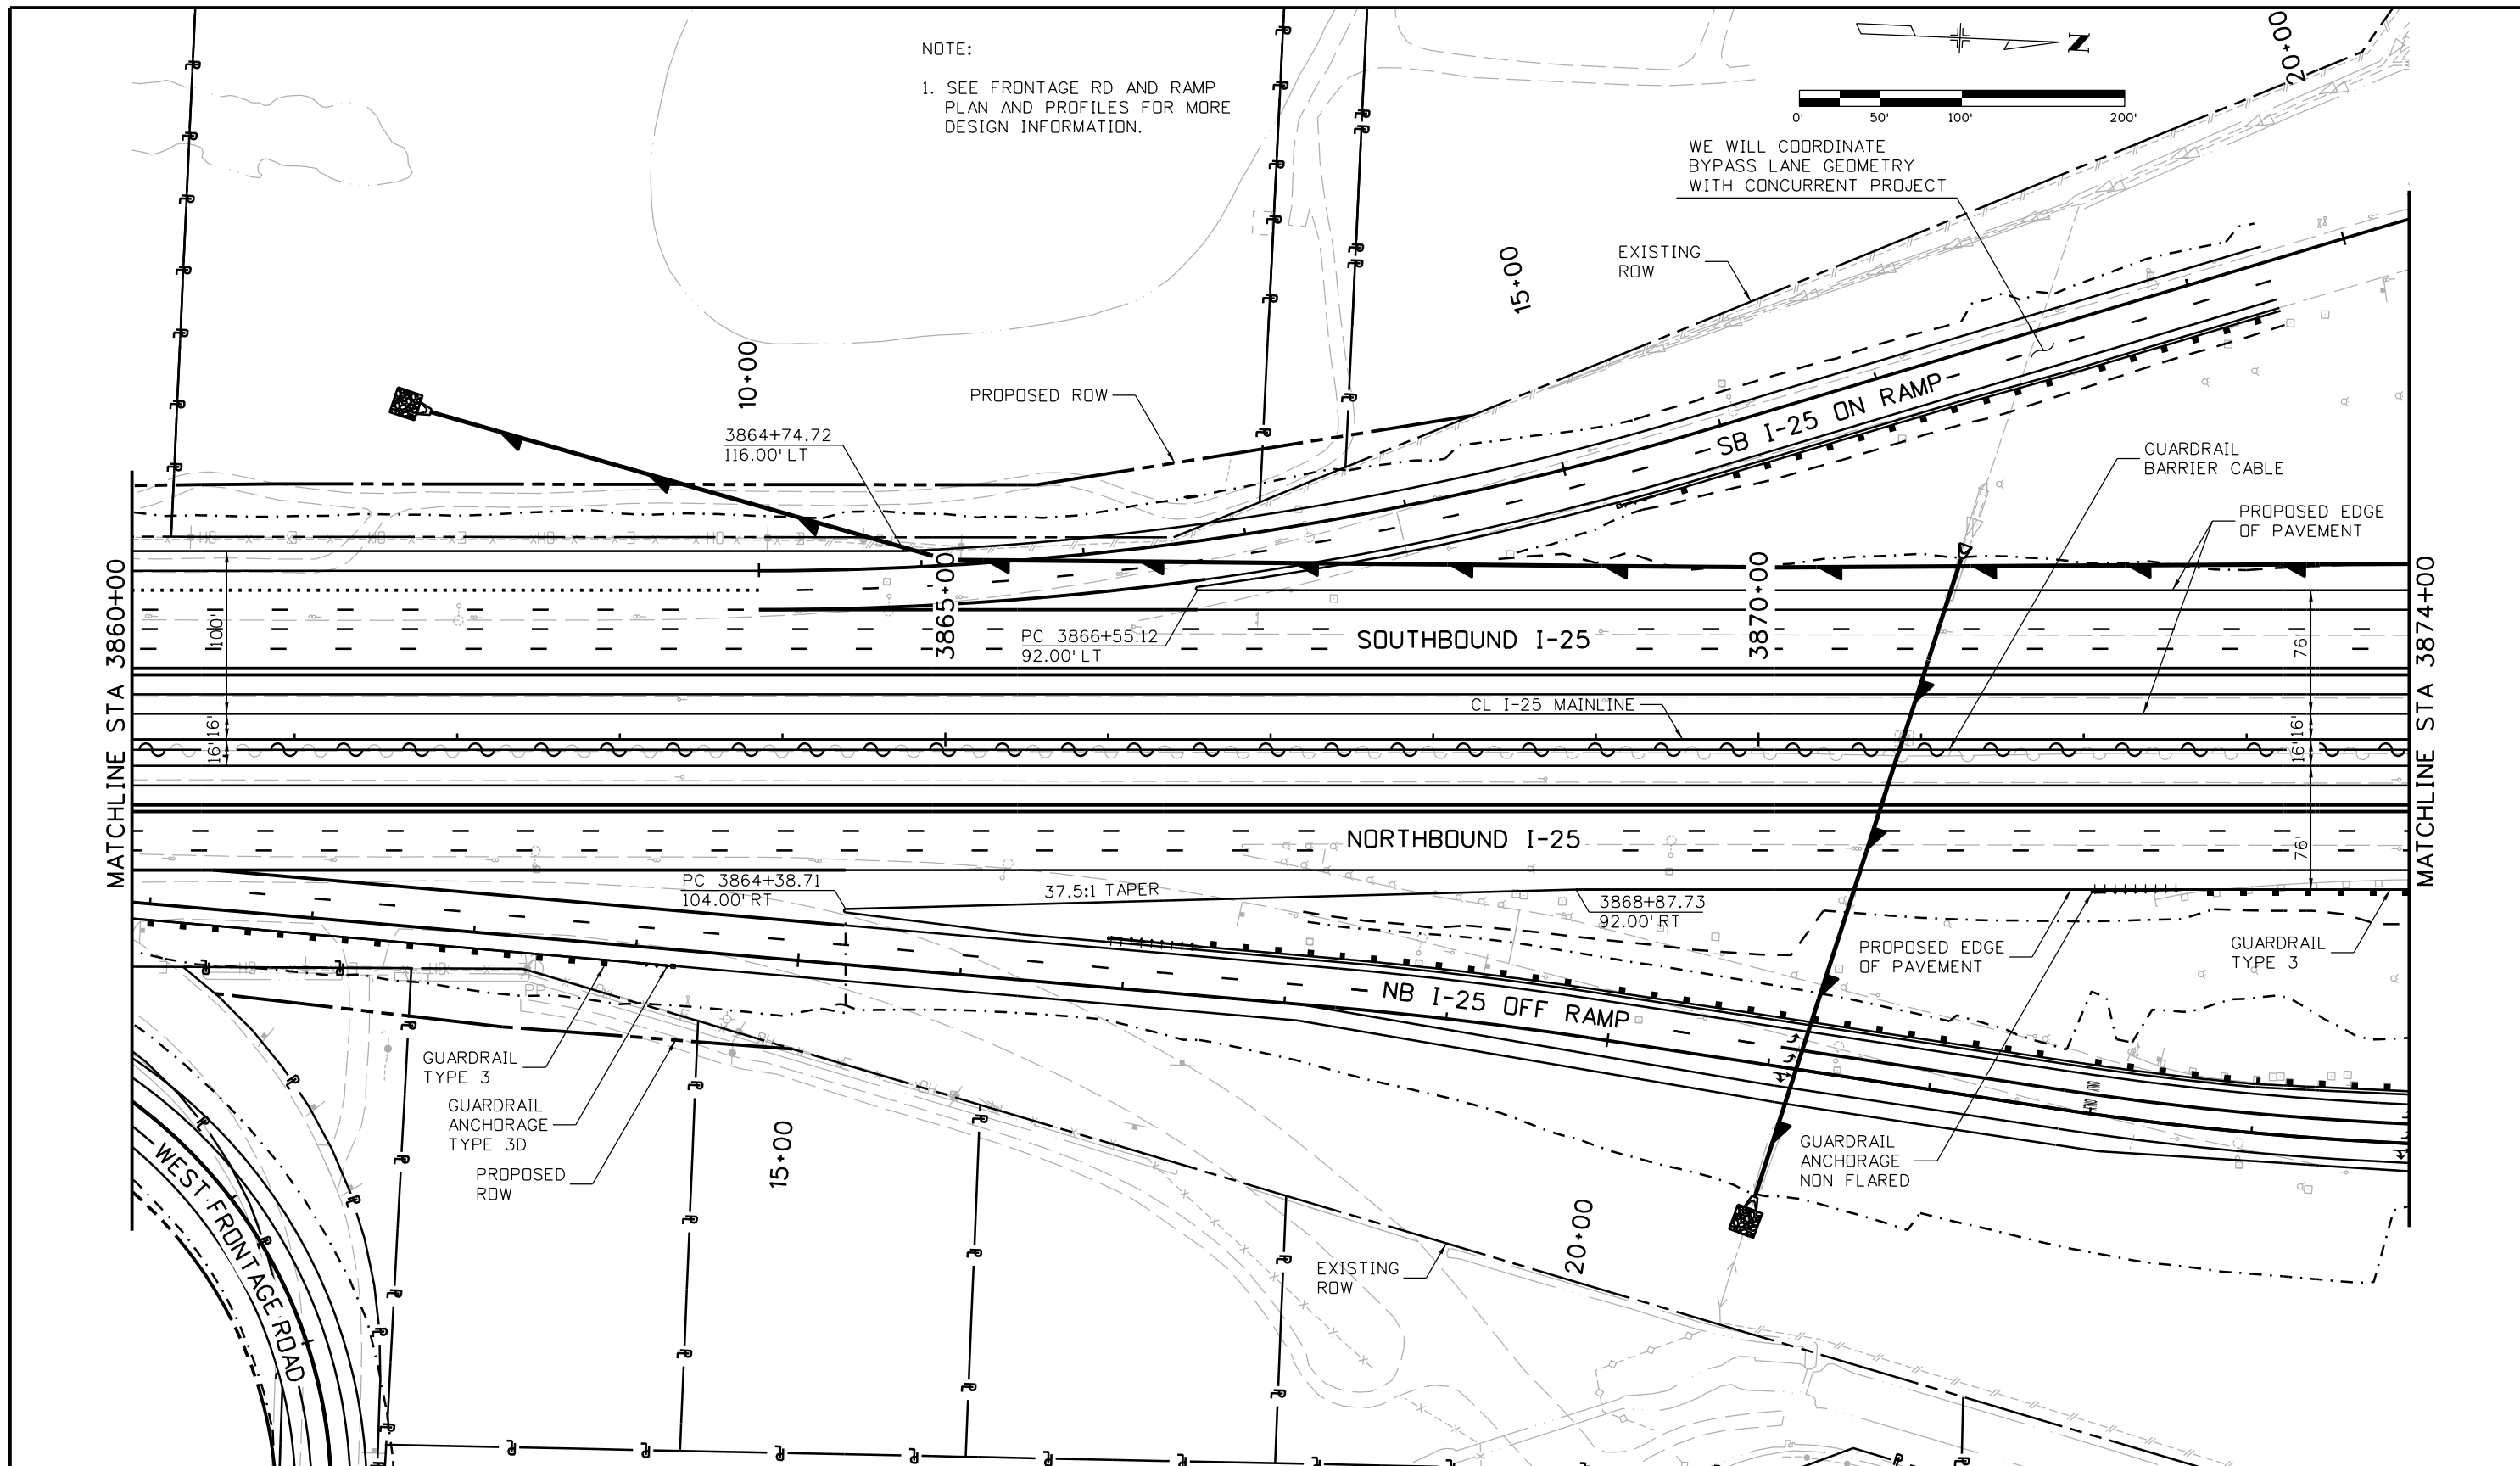 NOTE:
1. SEE FRONTAGE RD AND RAMP
PLAN AND PROFILES FOR MORE
DESIGN INFORMATION.
N
0' 50' 100' 200'
20+00
WE WILL COORDINATE
BYPASS LANE GEOMETRY
WITH CONCURRENT PROJECT
EXISTING
ROW
15+00
10+00
PROPOSED ROW
3864+74.72
116.00' LT
SB I-25 ON RAMP
GUARDRAIL
BARRIER CABLE
PROPOSED EDGE
OF PAVEMENT
MATCHLINE STA 3860+00
100'
16'
16'
3865+00
PC 3866+55.12
92.00' LT
SOUTHBOUND I-25
3870+00
76'
16'
16'
76'
MATCHLINE STA 3874+00
CL I-25 MAINLINE
NORTHBOUND I-25
PC 3864+38.71
104.00' RT
37.5:1 TAPER
3868+87.73
92.00' RT
PROPOSED EDGE
OF PAVEMENT
GUARDRAIL
TYPE 3
NB I-25 OFF RAMP
PP
GUARDRAIL
TYPE 3
GUARDRAIL
ANCHORAGE
TYPE 3D
PROPOSED
ROW
15+00
GUARDRAIL
ANCHORAGE
NON FLARED
20+00
EXISTING
ROW
WEST FRONTAGE ROAD